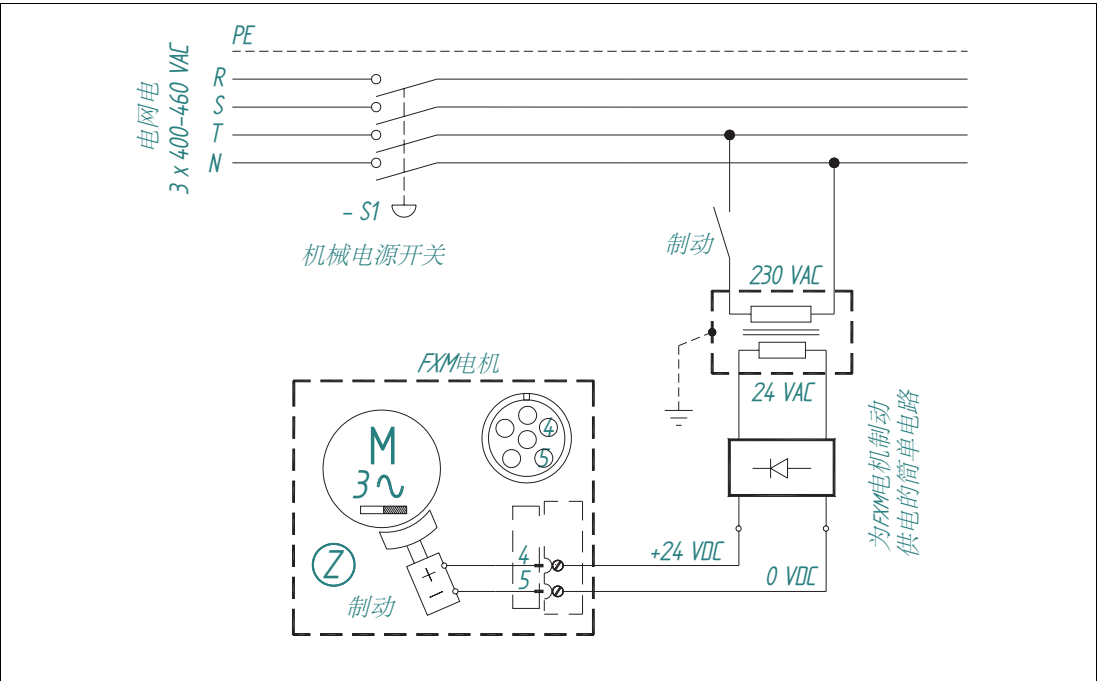 PE
电网电
3 x 400-460 VAC
R
S
T
N
- S1
机械电源开关
制动
230 VAC
24 VAC
FXM电机
M
3∿
4
5
Z
制动
+
−
4
5
+24 VDC
0 VDC
为FXM电机制动
供电的简单电路